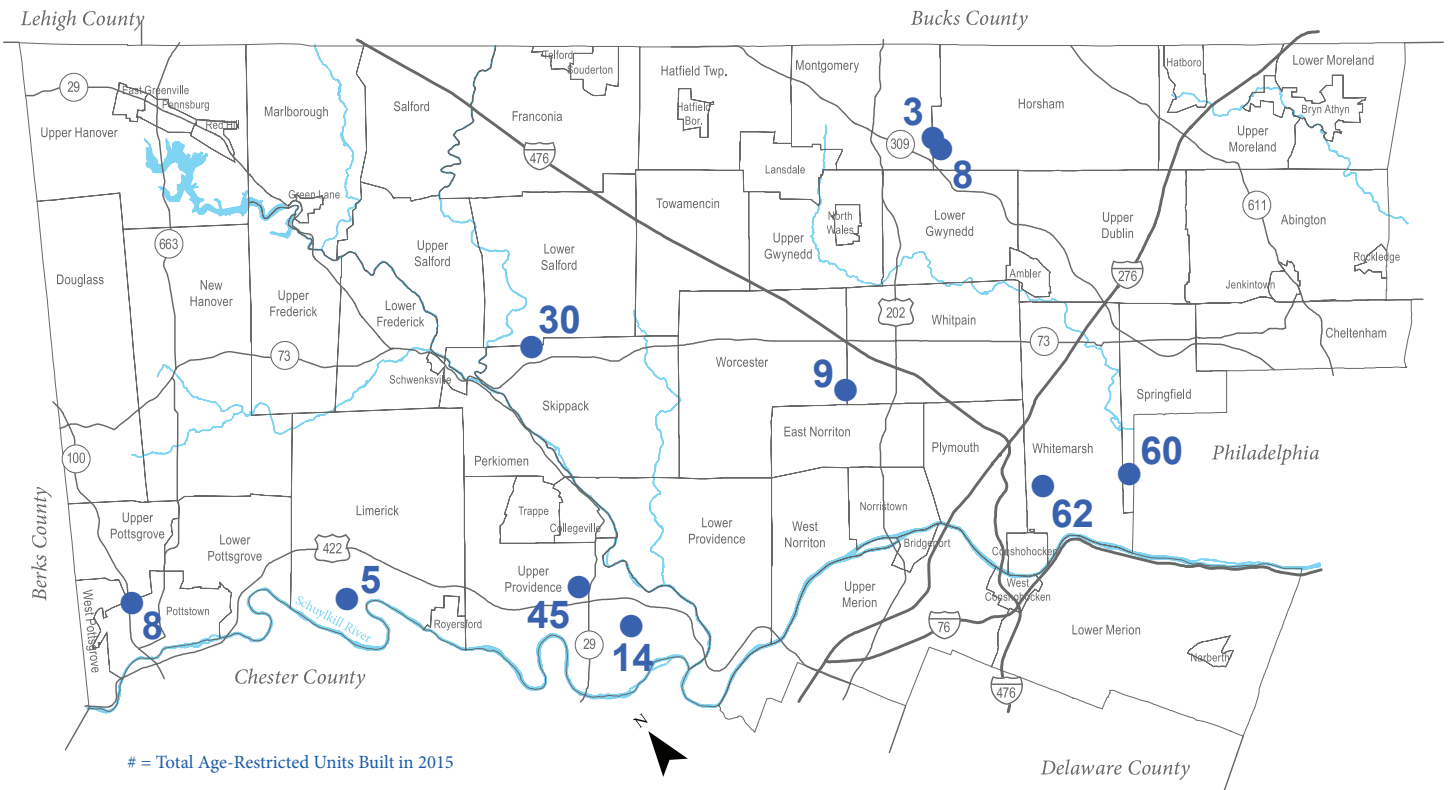 Lehigh County
Bucks County
Telford
Souderton
Hatfield Twp.
Montgomery
Hatboro
Lower Moreland
29
East Greenville
Pennsburg
Red Hill
Upper Hanover
Marlborough
Salford
Franconia
Hatfield
Bor.
3
309
8
Horsham
Bryn Athyn
Upper
Moreland
476
Lansdale
Green Lane
Towamencin
North
Wales
Lower
Gwynedd
Upper
Dublin
611
Abington
663
Upper
Salford
Lower
Salford
Upper
Gwynedd
Rockledge
Douglass
New
Hanover
Upper
Frederick
Lower
Frederick
Ambler
276
Jenkintown
30
202
Whitpain
73
Cheltenham
73
Schwenksville
Worcester
9
Springfield
Skippack
East Norriton
Plymouth
Whitemarsh
60
Philadelphia
100
Perkiomen
62
Berks County
Upper
Pottsgrove
Lower
Pottsgrove
Limerick
Trappe
Collegeville
Lower
Providence
West
Norriton
Norristown
Bridgeport
Conshohocken
422
Upper
Providence
45
5
Upper
Merion
West
Conshohocken
West Pottsgrove
8
Pottstown
Schuylkill River
Royersford
29
14
76
Lower Merion
Narberth
Chester County
476
N
# = Total Age-Restricted Units Built in 2015
Delaware County